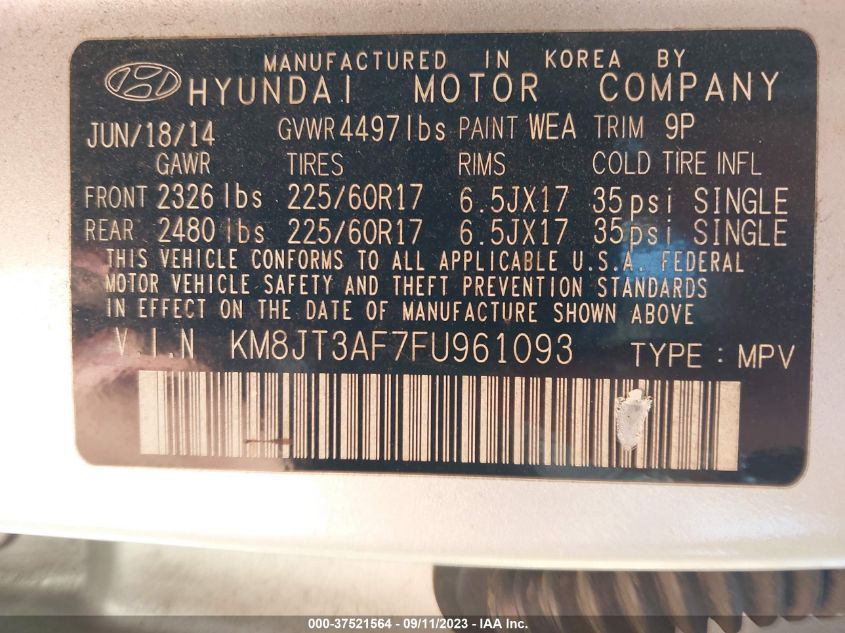 MANUFACTURED IN KOREA BY
HYUNDAI MOTOR COMPANY
JUN/18/14 GVWR 4497lbs PAINT WEA TRIM 9P
GAWR TIRES RIMS COLD TIRE INFL
FRONT 2326 lbs 225/60R17 6.5JX17 35psi SINGLE
REAR 2480 lbs 225/60R17 6.5JX17 35psi SINGLE
THIS VEHICLE CONFORMS TO ALL APPLICABLE U.S.A. FEDERAL
MOTOR VEHICLE SAFETY AND THEFT PREVENTION STANDARDS
IN EFFECT ON THE DATE OF MANUFACTURE SHOWN ABOVE
V.I.N KM8JT3AF7FU961093 TYPE : MPV
000-37521564 - 09/11/2023 - IAA Inc.